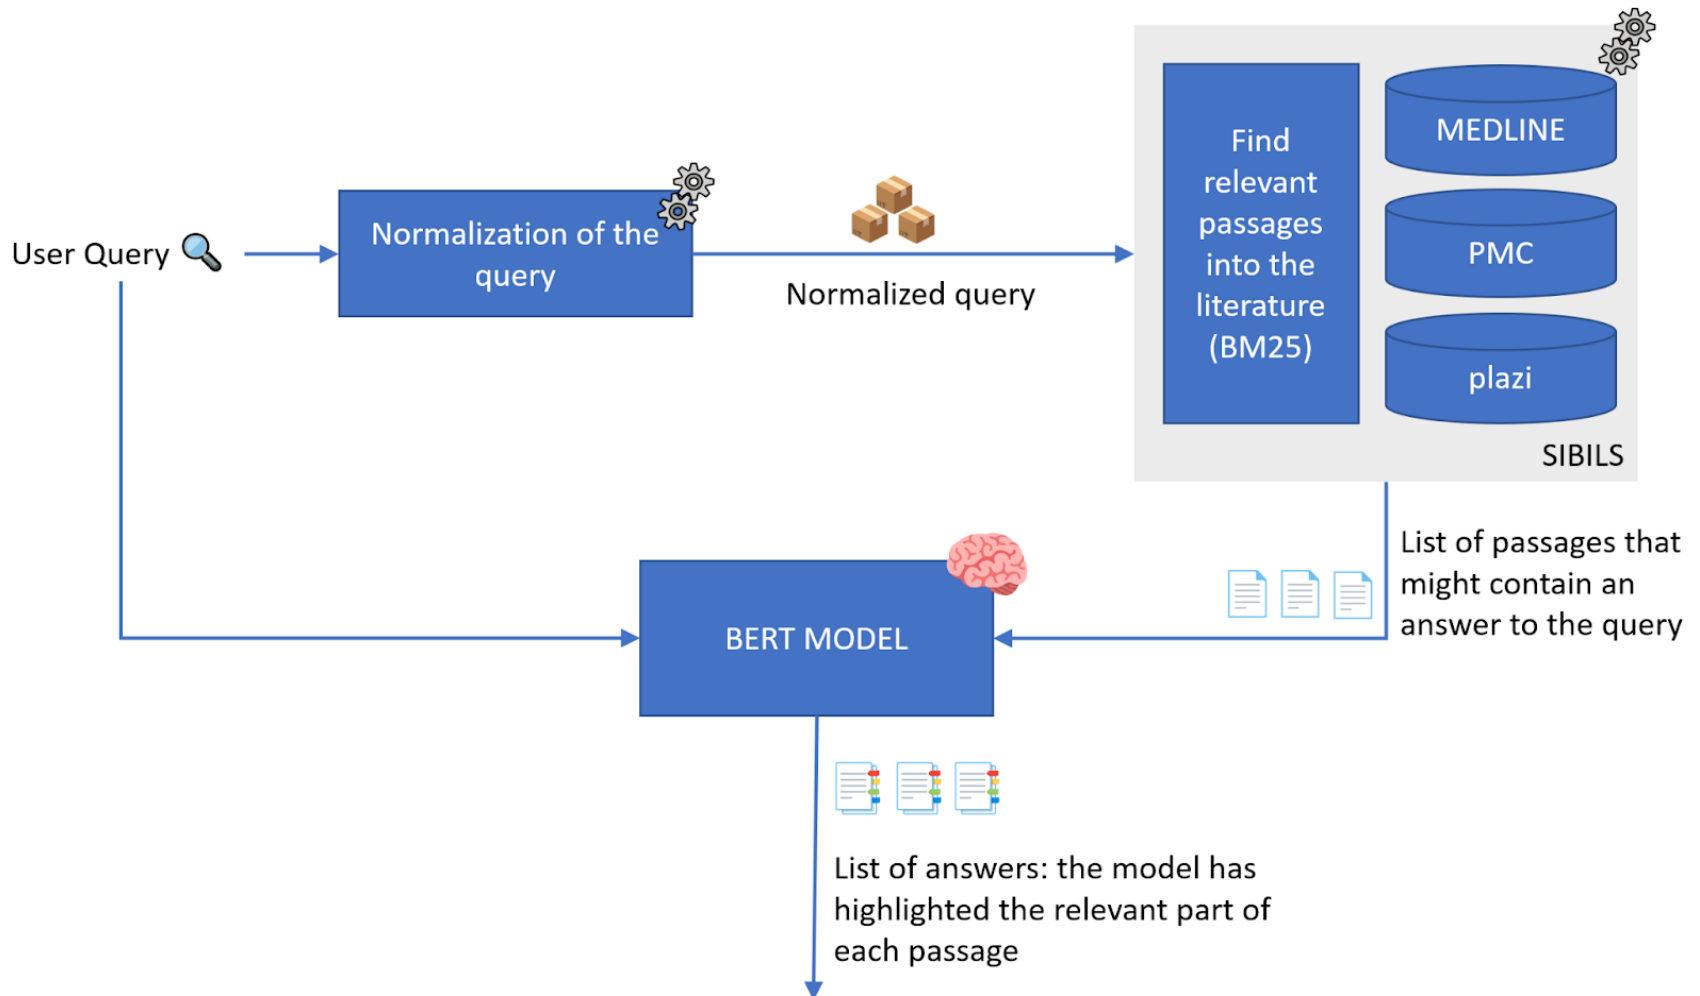 User Query
Normalization of the
query
Normalized query
Find
relevant
passages
into the
literature
(BM25)
MEDLINE
PMC
plazi
SIBILS
List of passages that
might contain an
answer to the query
BERT MODEL
List of answers: the model has
highlighted the relevant part of
each passage